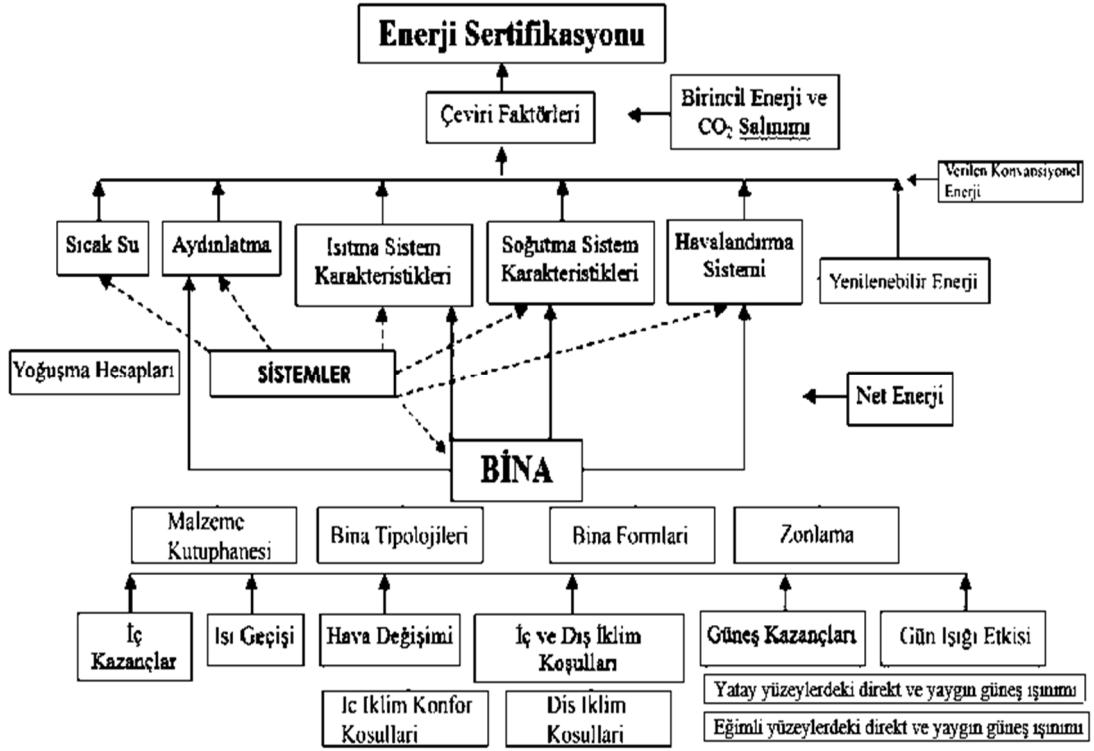 Enerji Sertifikasyonu
Çeviri Faktörleri
Birincil Enerji ve
CO₂ Salınımı
Verilen Konvansiyonel
Enerji
Sıcak Su
Aydınlatma
Isıtma Sistem
Karakteristikleri
Soğutma Sistem
Karakteristikleri
Havalandırma
Sistemi
Yenilenebilir Enerji
Yoğuşma Hesapları
SİSTEMLER
Net Enerji
BİNA
Malzeme
Kutuphanesi
Bina Tipolojileri
Bina Formlari
Zonlama
İç
Kazançlar
Isı Geçişi
Hava Değişimi
İç ve Dış İklim
Koşulları
Güneş Kazançları
Gün Işığı Etkisi
Ic Iklim Konfor
Kosullari
Dis Iklim
Kosullari
Yatay yüzeylerdeki direkt ve yaygın güneş ışınımı
Eğimli yüzeylerdeki direkt ve yaygın güneş ışınımı